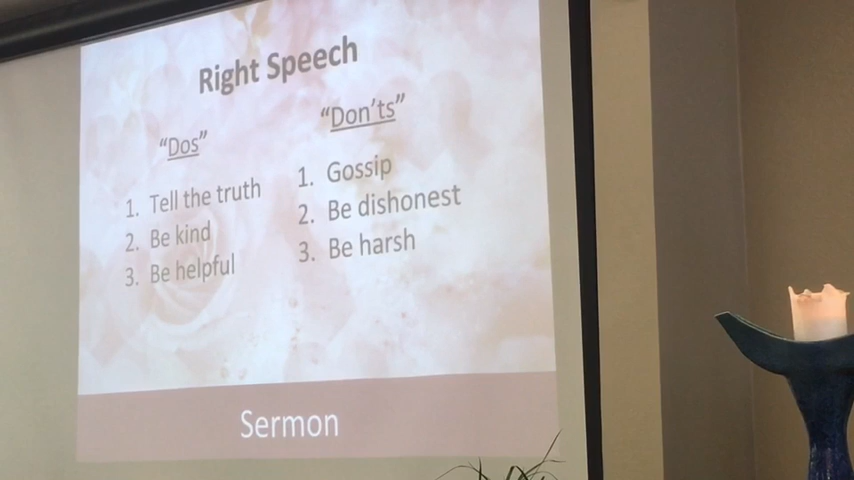 Right Speech
“Dos”
1. Tell the truth
2. Be kind
3. Be helpful
“Don'ts”
1. Gossip
2. Be dishonest
3. Be harsh
Sermon